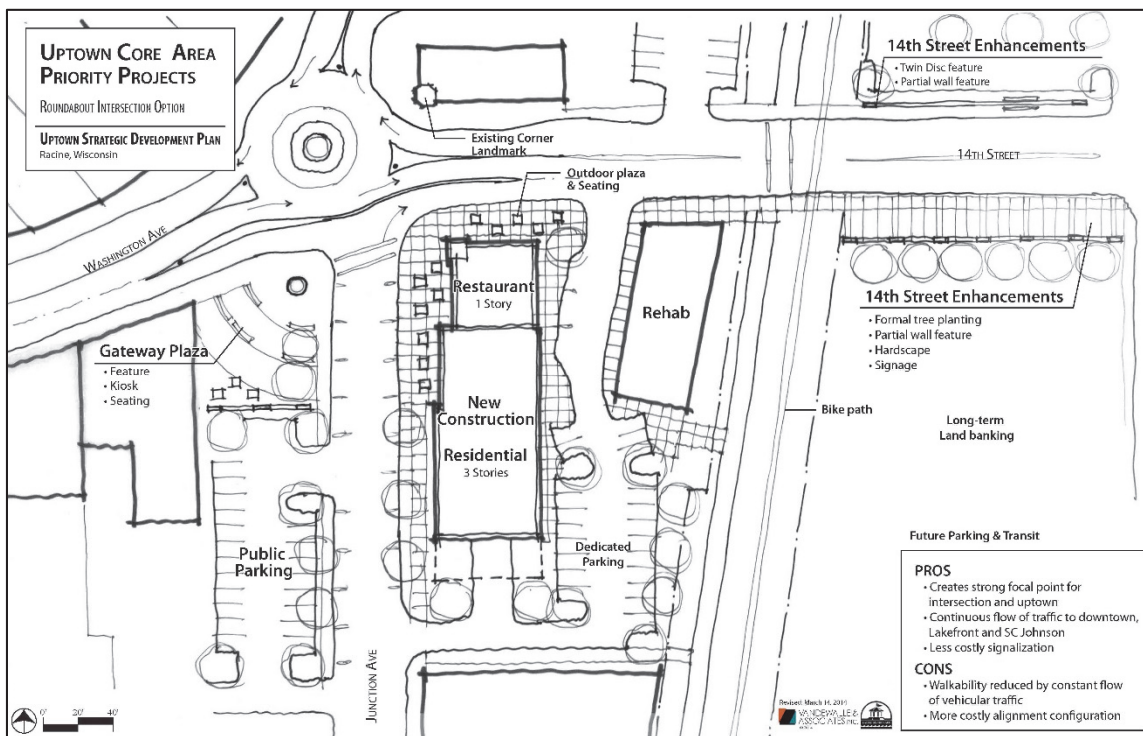 UPTOWN CORE AREA
PRIORITY PROJECTS
ROUNDABOUT INTERSECTION OPTION
UPTOWN STRATEGIC DEVELOPMENT PLAN
Racine, Wisconsin
14th Street Enhancements
• Twin Disc feature
• Partial wall feature
Existing Corner
Landmark
14TH STREET
Outdoor plaza
& Seating
WASHINGTON AVE
Restaurant
1 Story
Rehab
14th Street Enhancements
• Formal tree planting
• Partial wall feature
• Hardscape
• Signage
Gateway Plaza
• Feature
• Kiosk
• Seating
New
Construction
Residential
3 Stories
Bike path
Long-term
Land banking
Public
Parking
Dedicated
Parking
Future Parking & Transit
PROS
• Creates strong focal point for
intersection and uptown
• Continuous flow of traffic to downtown,
Lakefront and SC Johnson
• Less costly signalization
CONS
• Walkability reduced by constant flow
of vehicular traffic
• More costly alignment configuration
JUNCTION AVE
0' 20' 40'
Revised: March 14, 2014
VANDEWALLE &
ASSOCIATES INC.